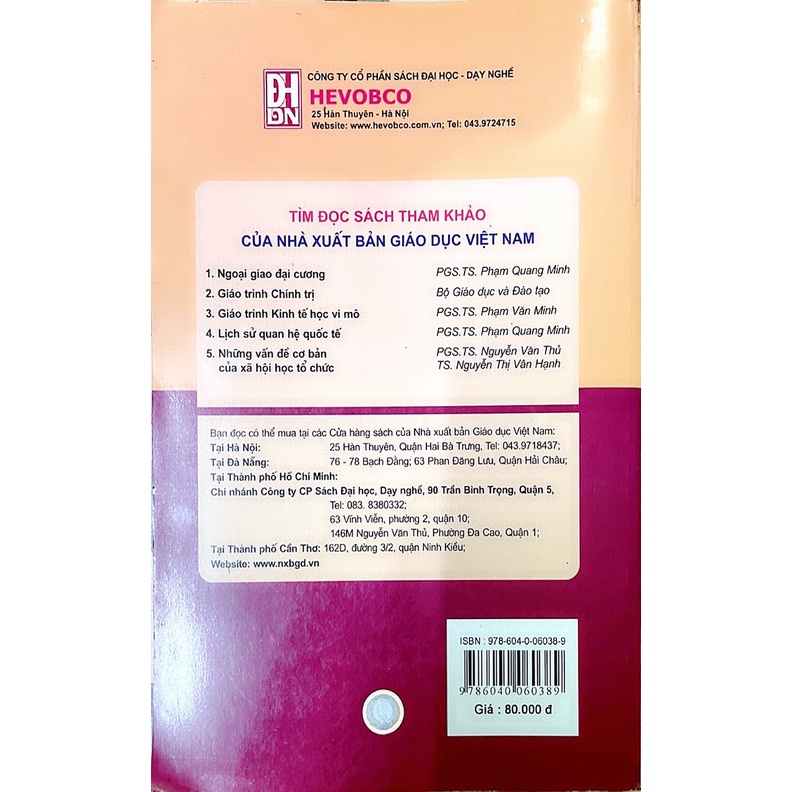 ĐH
DN
CÔNG TY CỔ PHẦN SÁCH ĐẠI HỌC - DẠY NGHỀ
HEVOBCO
25 Hàn Thuyên - Hà Nội
Website: www.hevobco.com.vn; Tel: 043.9724715
TÌM ĐỌC SÁCH THAM KHẢO
CỦA NHÀ XUẤT BẢN GIÁO DỤC VIỆT NAM
1. Ngoại giao đại cương PGS.TS. Phạm Quang Minh
2. Giáo trình Chính trị Bộ Giáo dục và Đào tạo
3. Giáo trình Kinh tế học vi mô PGS.TS. Phạm Văn Minh
4. Lịch sử quan hệ quốc tế PGS.TS. Phạm Quang Minh
5. Những vấn đề cơ bản PGS.TS. Nguyễn Văn Thủ
của xã hội học tổ chức TS. Nguyễn Thị Vân Hạnh
Bạn đọc có thể mua tại các Cửa hàng sách của Nhà xuất bản Giáo dục Việt Nam:
Tại Hà Nội: 25 Hàn Thuyên, Quận Hai Bà Trưng, Tel: 043.9718437;
Tại Đà Nẵng: 76 - 78 Bạch Đằng; 63 Phan Đăng Lưu, Quận Hải Châu;
Tại Thành phố Hồ Chí Minh:
Chi nhánh Công ty CP Sách Đại học, Dạy nghề, 90 Trần Bình Trọng, Quận 5,
Tel: 083. 8380332;
63 Vĩnh Viễn, phường 2, quận 10;
146M Nguyễn Văn Thủ, Phường Đa Cao, Quận 1;
Tại Thành phố Cần Thơ: 162D, đường 3/2, quận Ninh Kiều;
Website: www.nxbgd.vn
ISBN : 978-604-0-06038-9
9 786040 060389
Giá : 80.000 đ